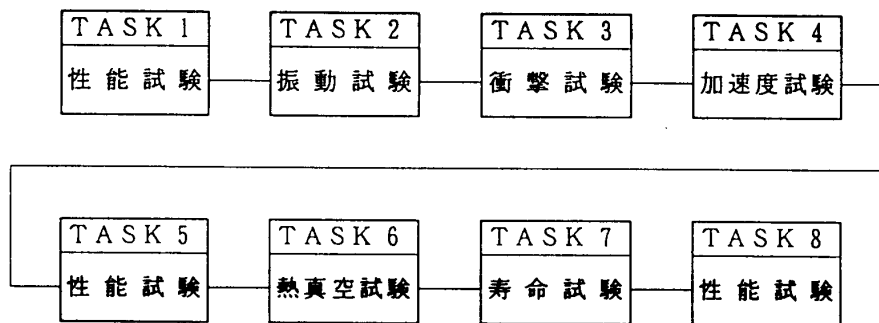 TASK 1
性能試験
TASK 2
振動試験
TASK 3
衝撃試験
TASK 4
加速度試験
TASK 5
性能試験
TASK 6
熱真空試験
TASK 7
寿命試験
TASK 8
性能試験